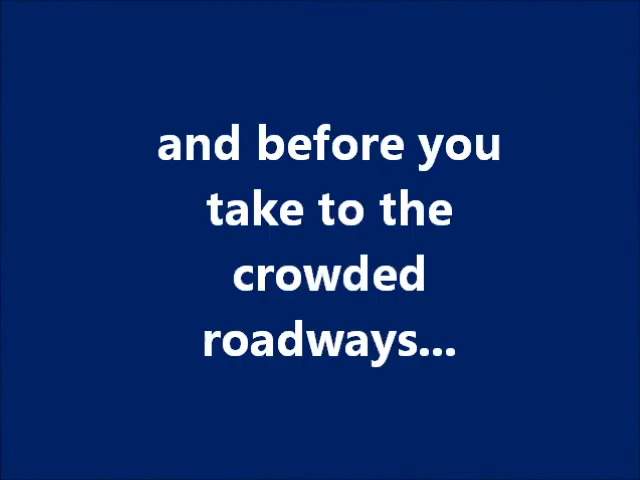 and before you
take to the
crowded
roadways...